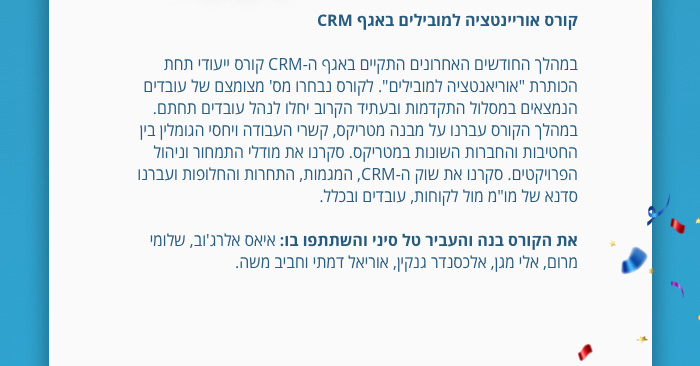 קורס אוריינטציה למובילים באגף CRM
במהלך החודשים האחרונים התקיים באגף ה-CRM קורס ייעודי תחת
הכותרת "אוריאנטציה למובילים". לקורס נבחרו מס' מצומצם של עובדים
הנמצאים במסלול התקדמות ובעתיד הקרוב יחלו לנהל עובדים תחתם.
במהלך הקורס עברנו על מבנה מטריקס, קשרי העבודה ויחסי הגומלין בין
החטיבות והחברות השונות במטריקס. סקרנו את מודלי התמחור וניהול
הפרויקטים. סקרנו את שוק ה-CRM, המגמות, התחרות והחלופות ועברנו
סדנא של מו"מ מול לקוחות, עובדים ובכלל.
את הקורס בנה והעביר טל סיני והשתתפו בו: איאס אלרג'וב, שלומי
מרום, אלי מגן, אלכסנדר גנקין, אוריאל דמתי וחביב משה.